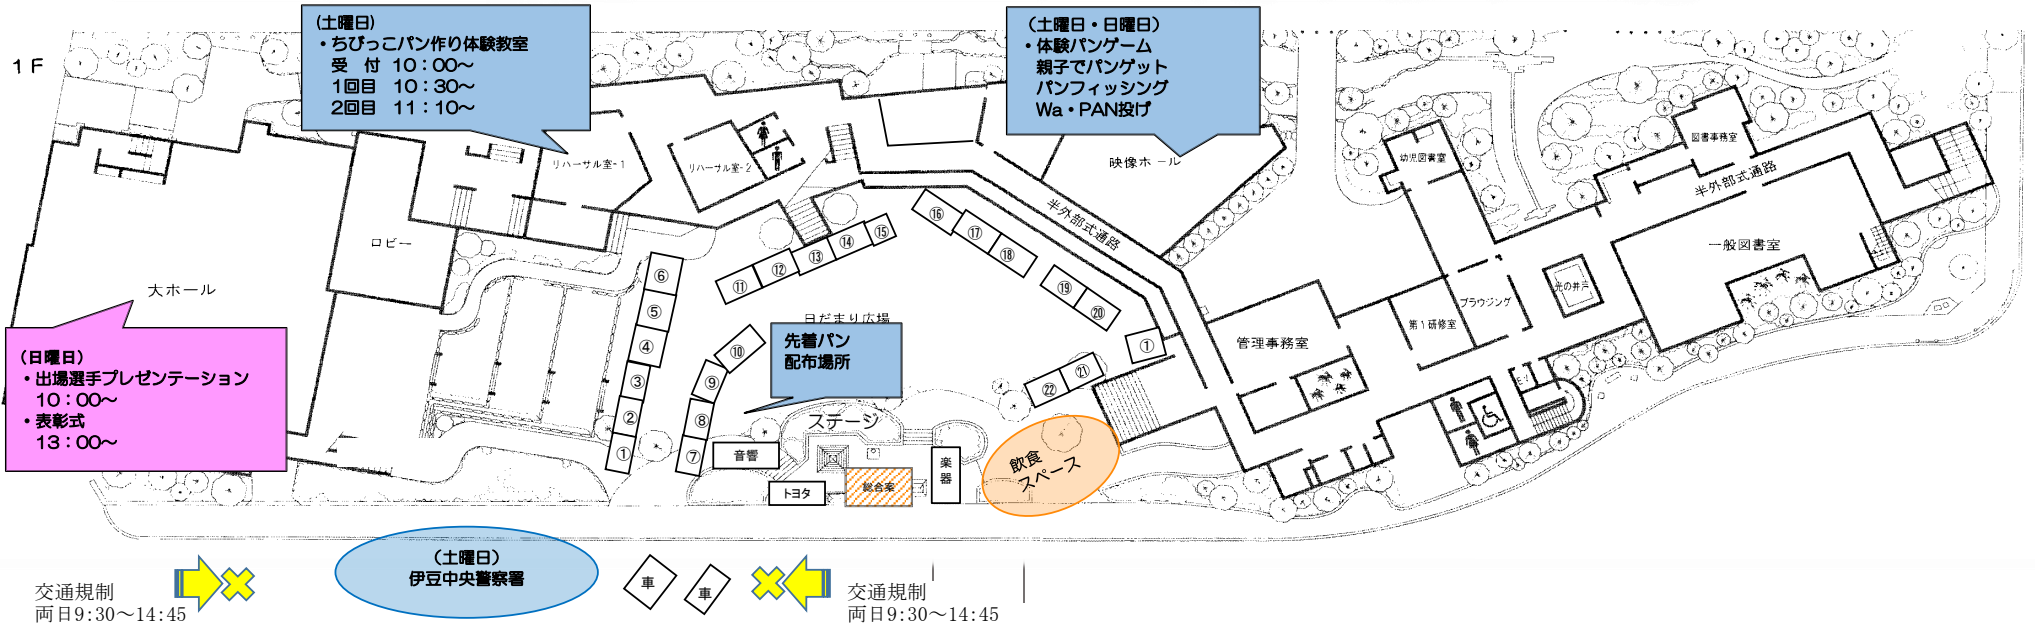 1F
(土曜日)
・ちびっこパン作り体験教室
受 付 10:00~
1回目 10:30~
2回目 11:10~
(土曜日・日曜日)
・体験パンゲーム
親子でパンゲット
パンフィッシング
Wa・PAN投げ
リハーサル室-1
リハーサル室-2
映像ホール
幼児図書室
図書事務室
半外部式通路
半外部式通路
一般図書室
ロビー
大ホール
光の井戸
ブラウジング
第1研修室
管理事務室
E.V
日だまり広場
⑯
⑰
⑱
⑮
⑭
⑬
⑫
⑪
⑲
⑳
①
㉑
㉒
⑥
⑤
④
③
②
①
⑩
⑨
⑧
⑦
先着パン
配布場所
(日曜日)
・出場選手プレゼンテーション
10:00~
・表彰式
13:00~
ステージ
音響
トヨタ
総合案
楽
器
飲食
スペース
(土曜日)
伊豆中央警察署
車
車
交通規制
両日9:30~14:45
交通規制
両日9:30~14:45